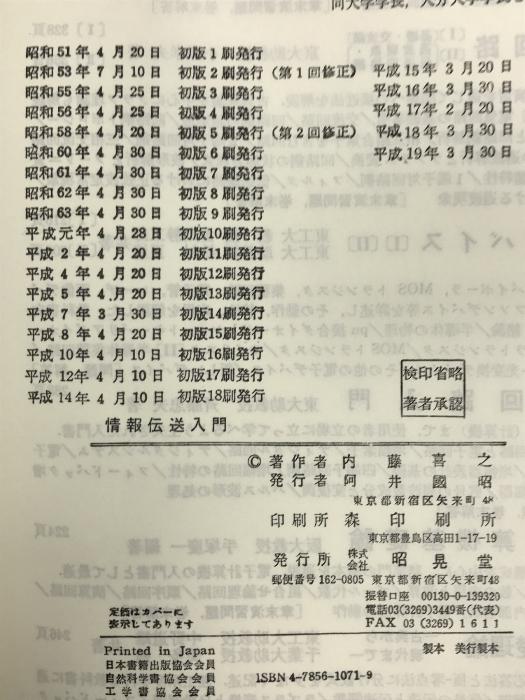 昭和51年 4月20日 初版1刷発行
昭和53年 7月10日 初版2刷発行(第1回修正)
昭和55年 4月25日 初版3刷発行
昭和56年 4月25日 初版4刷発行
昭和58年 4月20日 初版5刷発行(第2回修正)
昭和60年 4月30日 初版6刷発行
昭和61年 4月30日 初版7刷発行
昭和62年 4月30日 初版8刷発行
昭和63年 4月30日 初版9刷発行
平成元年 4月28日 初版10刷発行
平成2年 4月20日 初版11刷発行
平成4年 4月20日 初版12刷発行
平成5年 4月20日 初版13刷発行
平成7年 3月30日 初版14刷発行
平成8年 4月20日 初版15刷発行
平成10年 4月10日 初版16刷発行
平成12年 4月10日 初版17刷発行
平成14年 4月10日 初版18刷発行
平成15年 3月20日
平成16年 3月30日
平成17年 2月20日
平成18年 3月30日
平成19年 3月30日
検印省略
著者承認
情報伝送入門
© 著作者 内藤喜之
発行者 阿井國昭
東京都新宿区矢来町48
印刷所 森印刷所
東京都豊島区高田1-17-19
発行所 株式会社 昭晃堂
郵便番号162-0805 東京都新宿区矢来町48
振替口座 00130-0-139320
電話03(3269)3449番(代表)
FAX 03 (3269) 1611
定価はカバーに
表示してあります
Printed in Japan
日本書籍出版協会会員
自然科学書協会会員
工学書協会会員
製本 美行製本
ISBN 4-7856-1071-9